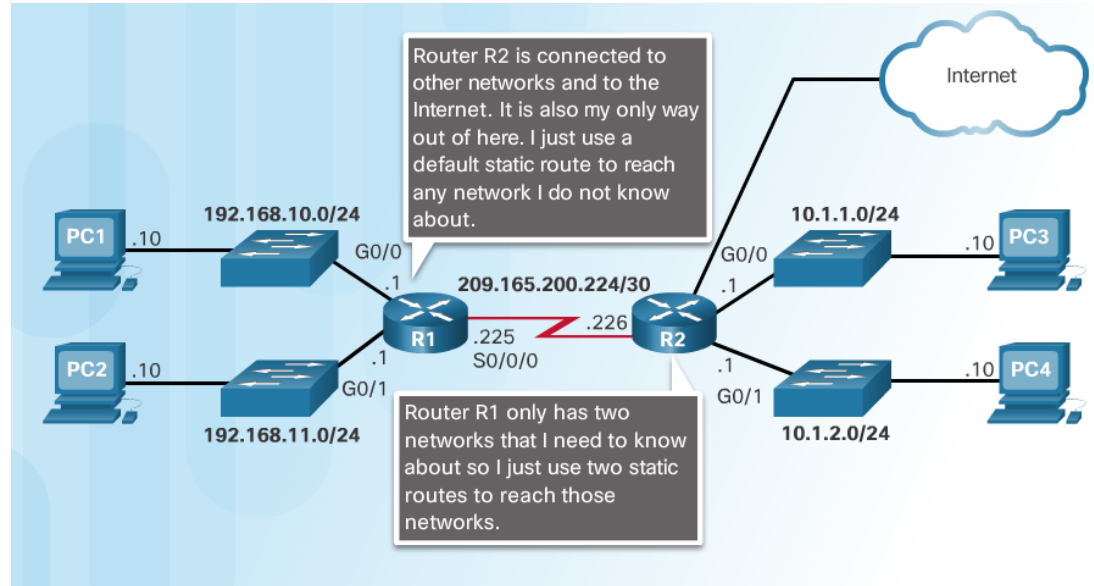 Router R2 is connected to
other networks and to the
Internet. It is also my only way
out of here. I just use a
default static route to reach
any network I do not know
about.
Internet
192.168.10.0/24
10.1.1.0/24
PC1
.10
G0/0
.1
209.165.200.224/30
G0/0
.1
.10
PC3
R1
.225
S0/0/0
.226
R2
PC2
.10
.1
G0/1
192.168.11.0/24
.1
G0/1
.10
PC4
10.1.2.0/24
Router R1 only has two
networks that I need to know
about so I just use two static
routes to reach those
networks.